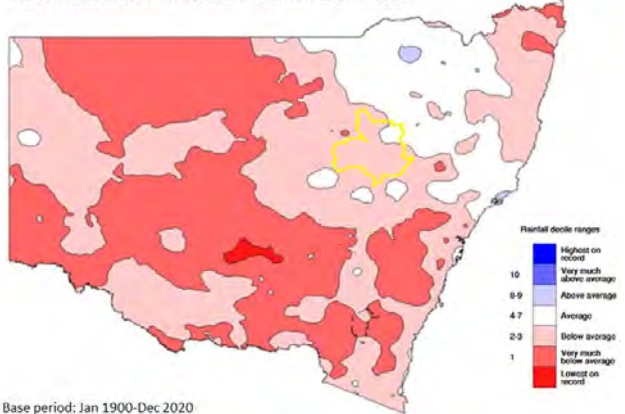 Rainfall decile ranges
Highest on
record
10
Very much
above average
8-9
Above average
4-7
Average
2-3
Below average
1
Very much
below average
Lowest on
record
Base period: Jan 1900-Dec 2020